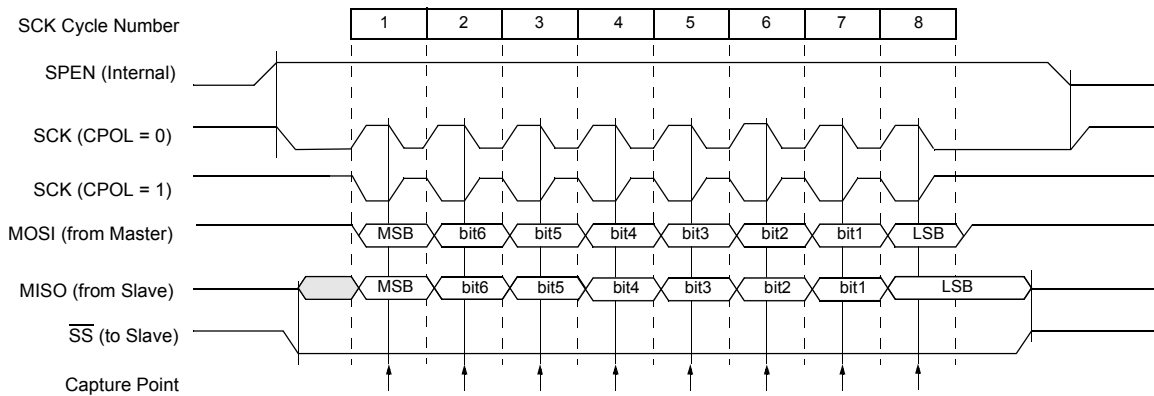 SCK Cycle Number 1 2 3 4 5 6 7 8
SPEN (Internal)
SCK (CPOL = 0)
SCK (CPOL = 1)
MOSI (from Master) MSB bit6 bit5 bit4 bit3 bit2 bit1 LSB
MISO (from Slave) MSB bit6 bit5 bit4 bit3 bit2 bit1 LSB
SS (to Slave)
Capture Point